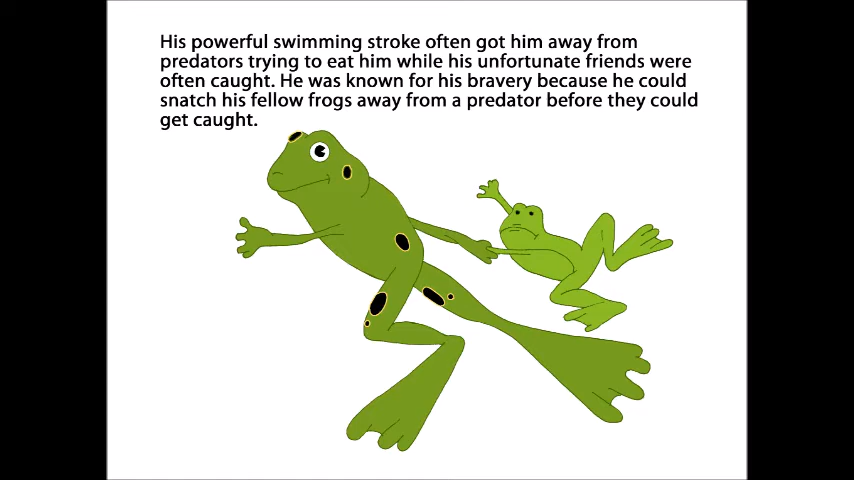 His powerful swimming stroke often got him away from
predators trying to eat him while his unfortunate friends were
often caught. He was known for his bravery because he could
snatch his fellow frogs away from a predator before they could
get caught.